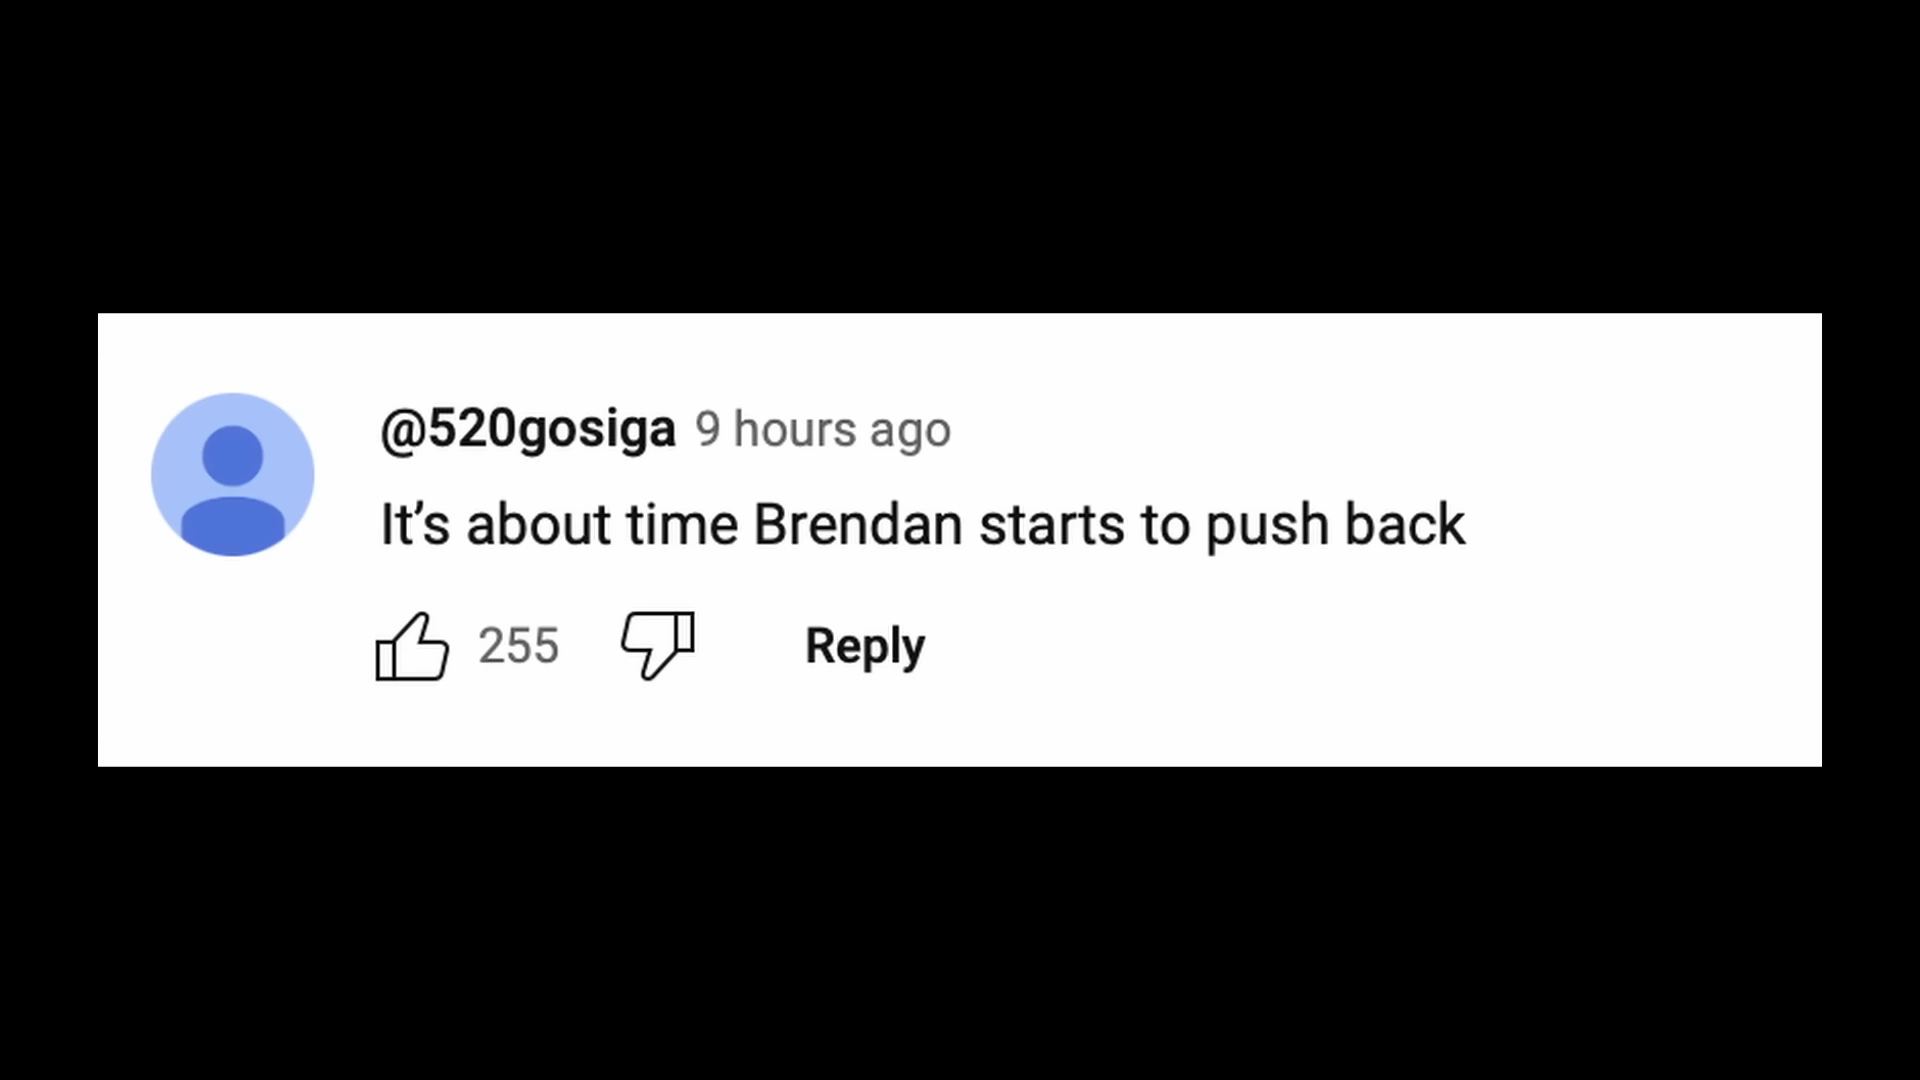 @520gosiga 9 hours ago
It’s about time Brendan starts to push back
255 Reply